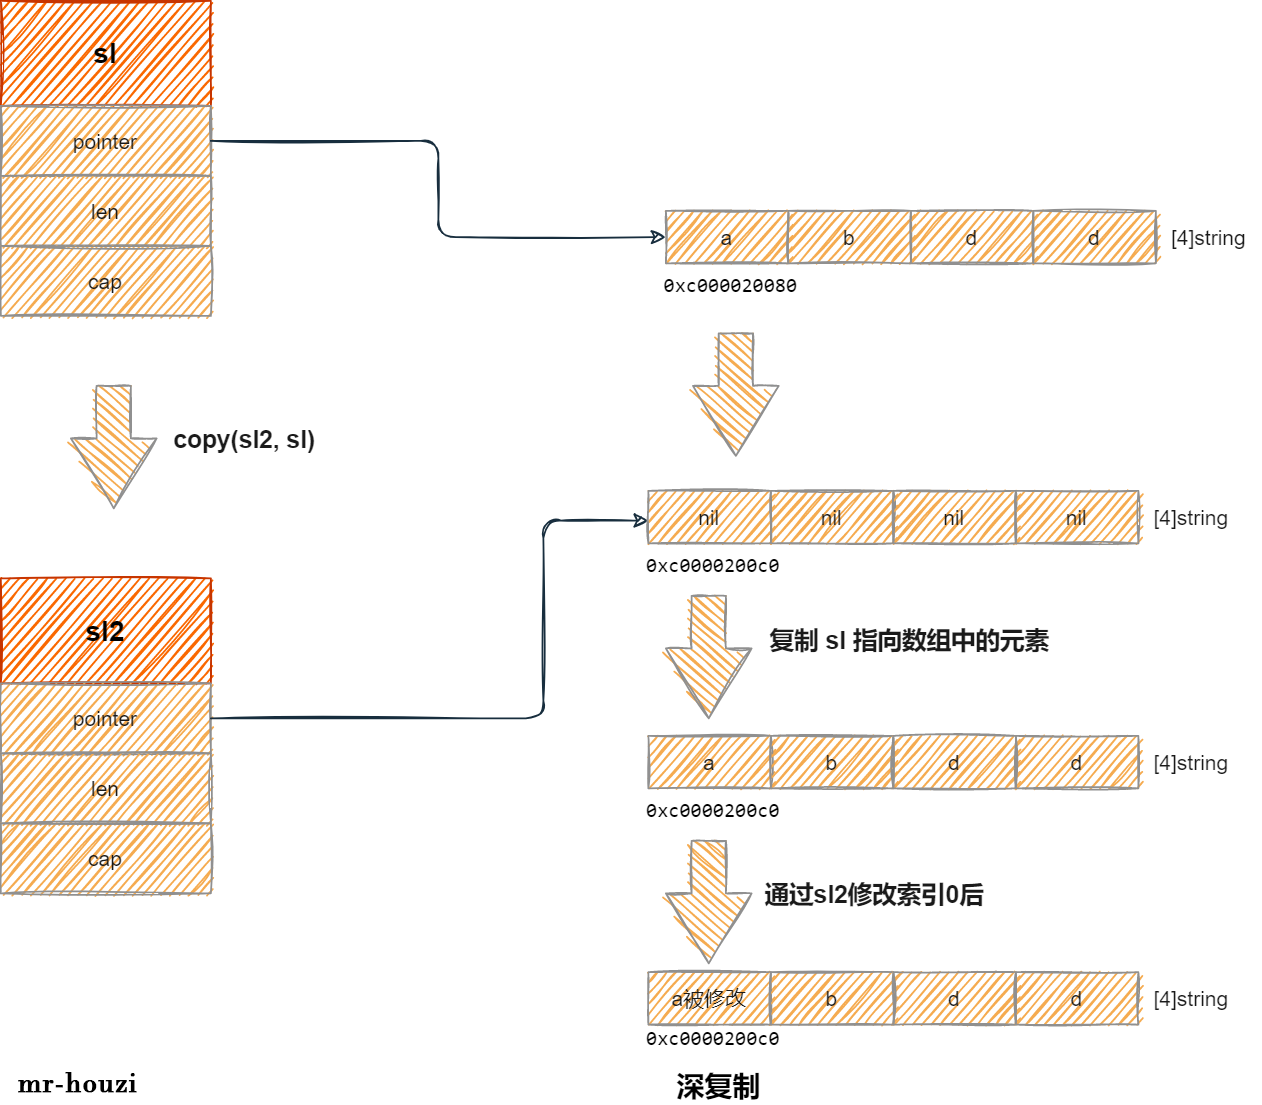 sl
pointer
len
cap
a b d d [4]string
0xc000020080
copy(sl2, sl)
nil nil nil nil [4]string
0xc0000200c0
sl2
复制 sl 指向数组中的元素
pointer
len
cap
a b d d [4]string
0xc0000200c0
通过sl2修改索引0后
a被修改 b d d [4]string
0xc0000200c0
mr-houzi
深复制